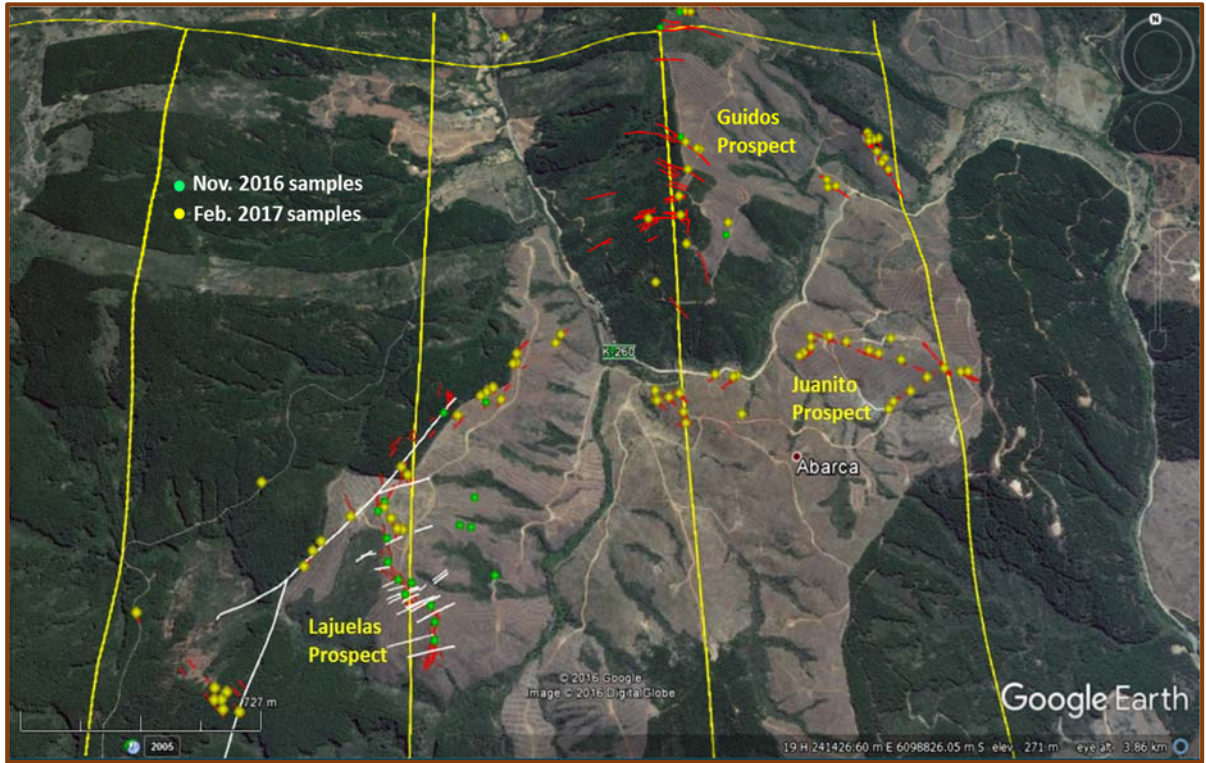 N
Guidos
Prospect
Nov. 2016 samples
Feb. 2017 samples
K-260
Juanito
Prospect
Abarca
Lajuelas
Prospect
© 2016 Google
Image © 2016 DigitalGlobe
727 m
Google Earth
2005
19 H 241426.60 m E 6098826.05 m S elev 271 m eye alt 3.86 km